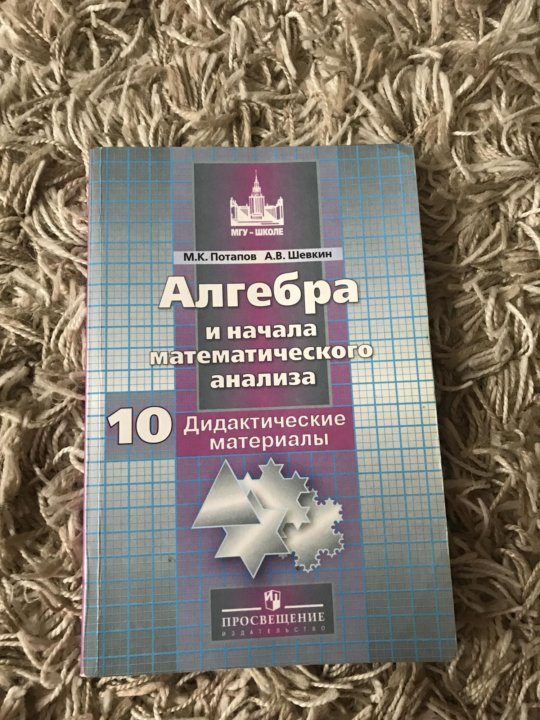 МГУ - ШКОЛЕ
М.К. Потапов А.В. Шевкин
Алгебра
и начала
математического
анализа
10 Дидактические
материалы
ПРОСВЕЩЕНИЕ
ИЗДАТЕЛЬСТВО